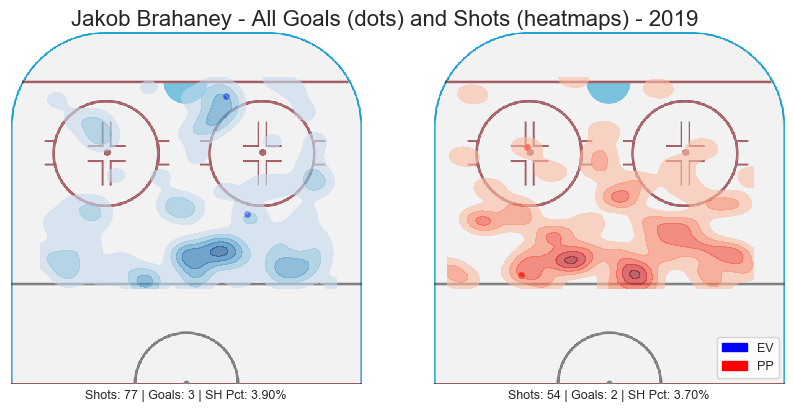 Jakob Brahaney - All Goals (dots) and Shots (heatmaps) - 2019
EV
PP
Shots: 77 | Goals: 3 | SH Pct: 3.90%
Shots: 54 | Goals: 2 | SH Pct: 3.70%